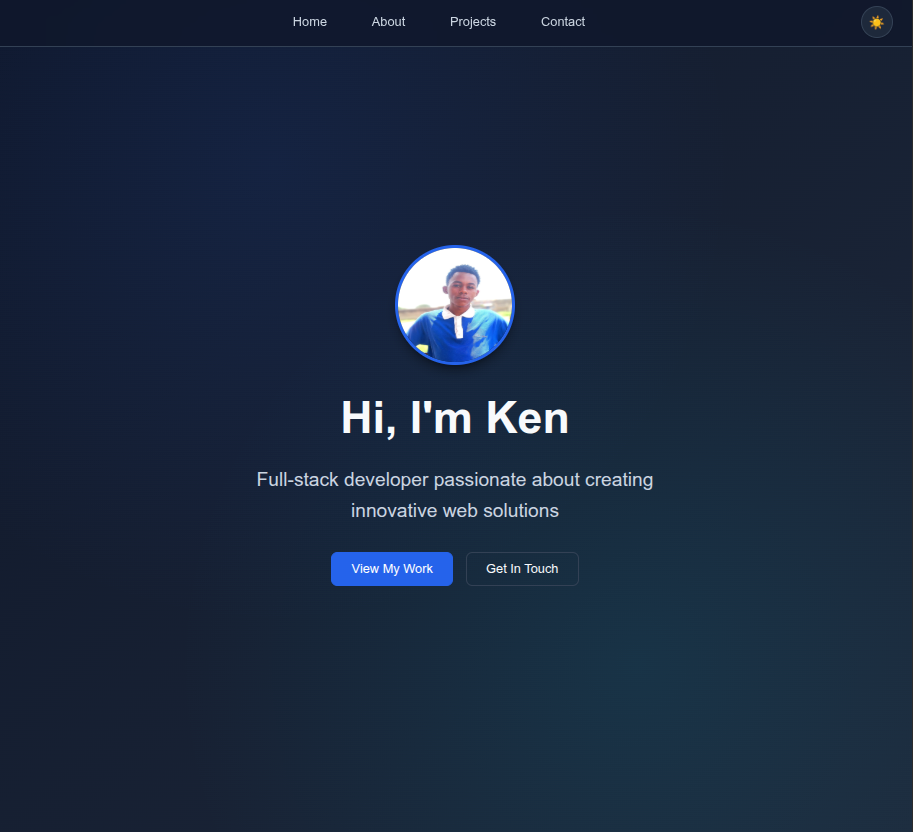 Home About Projects Contact
Hi, I'm Ken
Full-stack developer passionate about creating
innovative web solutions
View My Work Get In Touch